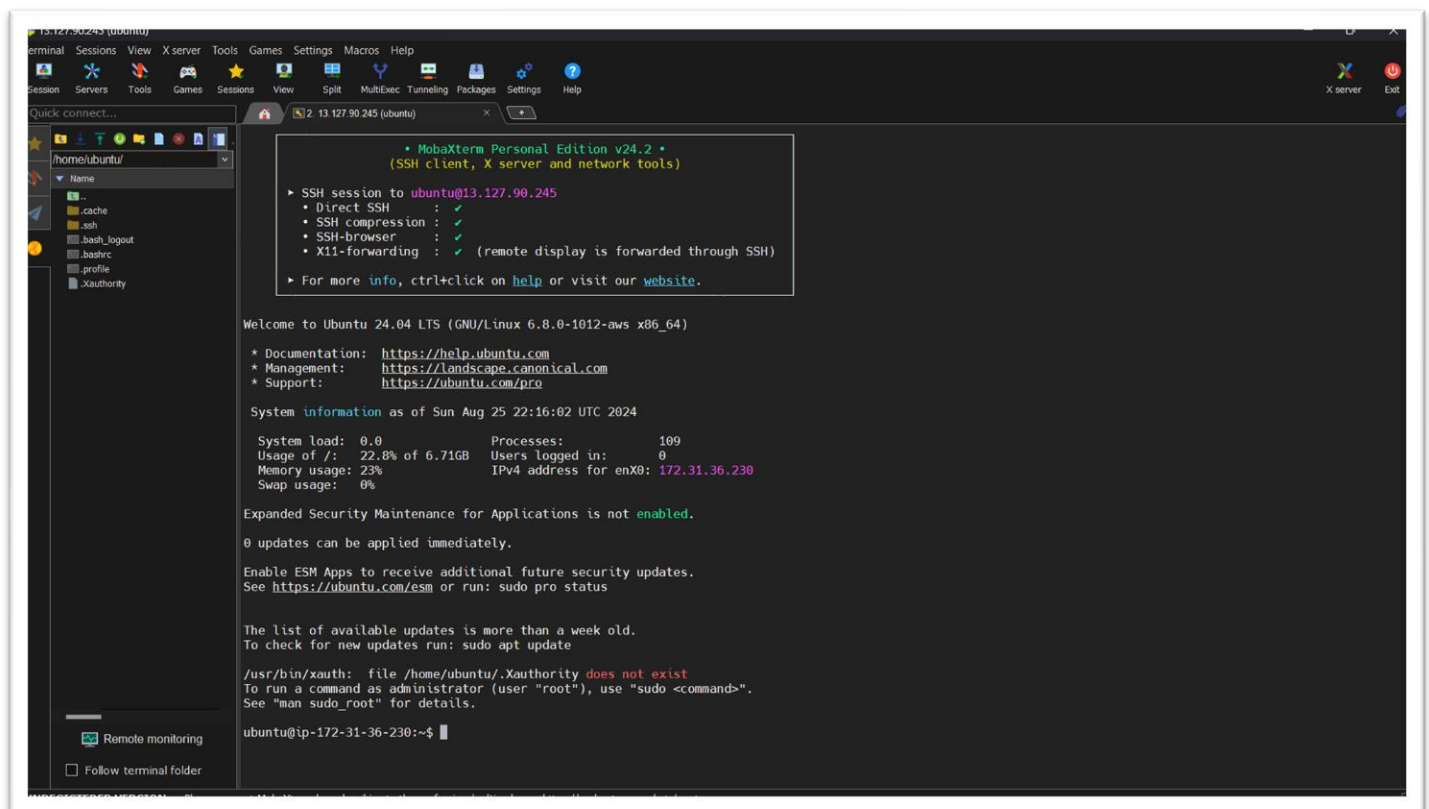 13.127.90.245 (ubuntu)
erminal Sessions View X server Tools Games Settings Macros Help
Session Servers Tools Games Sessions View Split MultiExec Tunneling Packages Settings Help X server Exit
Quick connect...
2. 13.127.90.245 (ubuntu)
/home/ubuntu/
Name
..
.cache
.ssh
.bash_logout
.bashrc
.profile
.Xauthority
• MobaXterm Personal Edition v24.2 •
(SSH client, X server and network tools)
► SSH session to ubuntu@13.127.90.245
• Direct SSH : ✔
• SSH compression : ✔
• SSH-browser : ✔
• X11-forwarding : ✔ (remote display is forwarded through SSH)
► For more info, ctrl+click on help or visit our website.
Welcome to Ubuntu 24.04 LTS (GNU/Linux 6.8.0-1012-aws x86_64)
* Documentation: https://help.ubuntu.com
* Management: https://landscape.canonical.com
* Support: https://ubuntu.com/pro
System information as of Sun Aug 25 22:16:02 UTC 2024
System load: 0.0 Processes: 109
Usage of /: 22.8% of 6.71GB Users logged in: 0
Memory usage: 23% IPv4 address for enX0: 172.31.36.230
Swap usage: 0%
Expanded Security Maintenance for Applications is not enabled.
0 updates can be applied immediately.
Enable ESM Apps to receive additional future security updates.
See https://ubuntu.com/esm or run: sudo pro status
The list of available updates is more than a week old.
To check for new updates run: sudo apt update
/usr/bin/xauth: file /home/ubuntu/.Xauthority does not exist
To run a command as administrator (user "root"), use "sudo <command>".
See "man sudo_root" for details.
ubuntu@ip-172-31-36-230:~$
Remote monitoring
Follow terminal folder